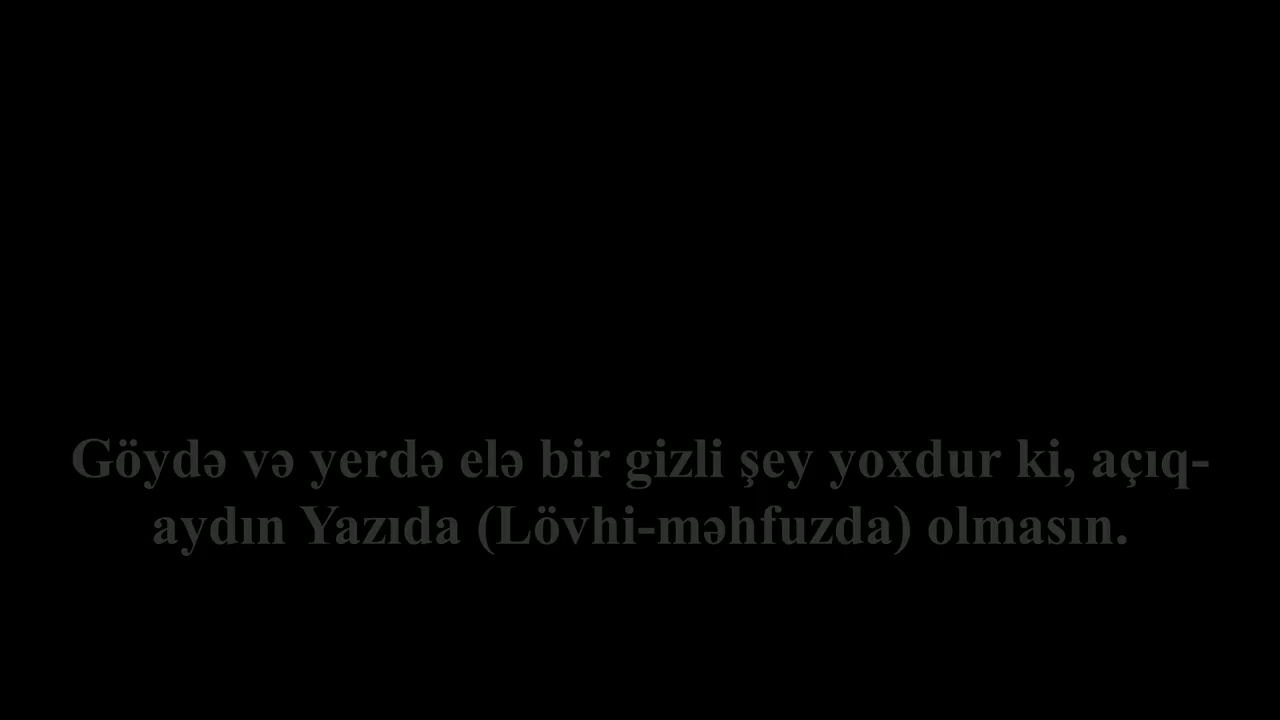 Göydə və yerdə elə bir gizli şey yoxdur ki, açıq-
aydın Yazıda (Lövhi-məhfuzda) olmasın.